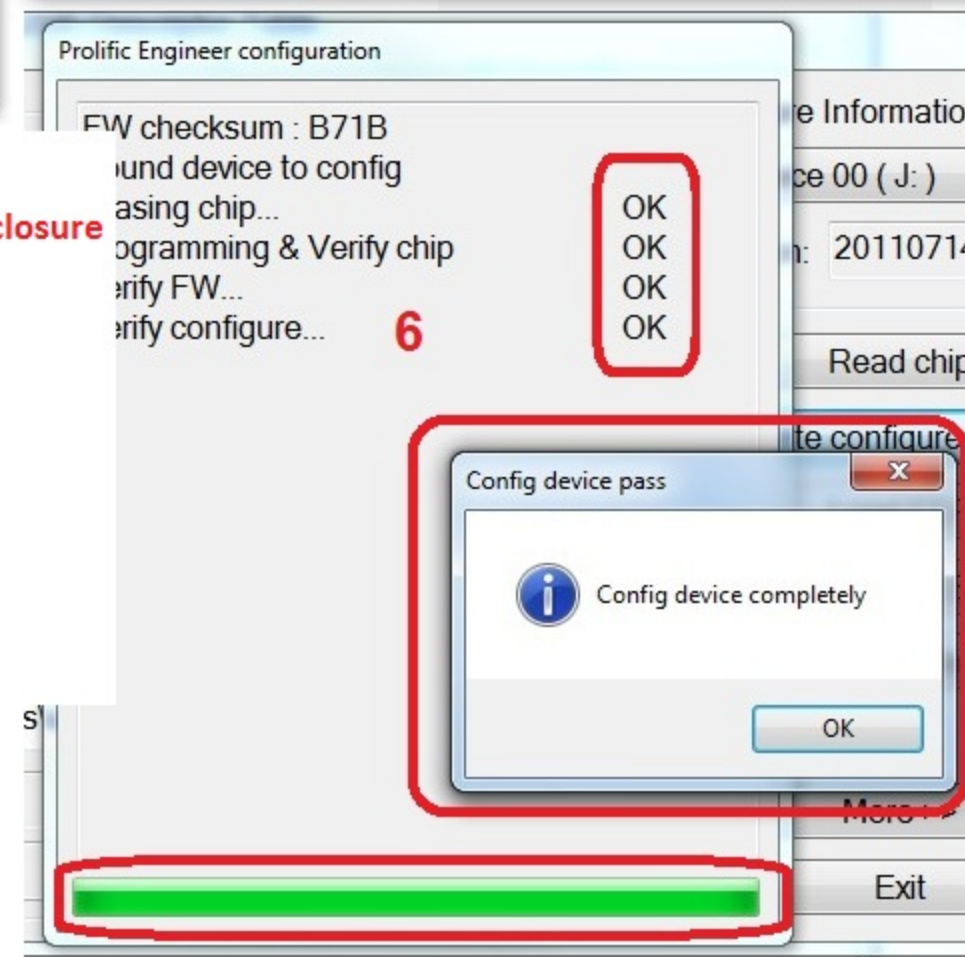 Prolific Engineer configuration
FW checksum : B71B
ound device to config
asing chip... OK
ogramming & Verify chip OK
erify FW... OK
erify configure... OK
6
closure
e Informatio
ce 00 ( J: )
n: 20110714
Read chip
te configure
Config device pass
Config device completely
OK
More >>
Exit